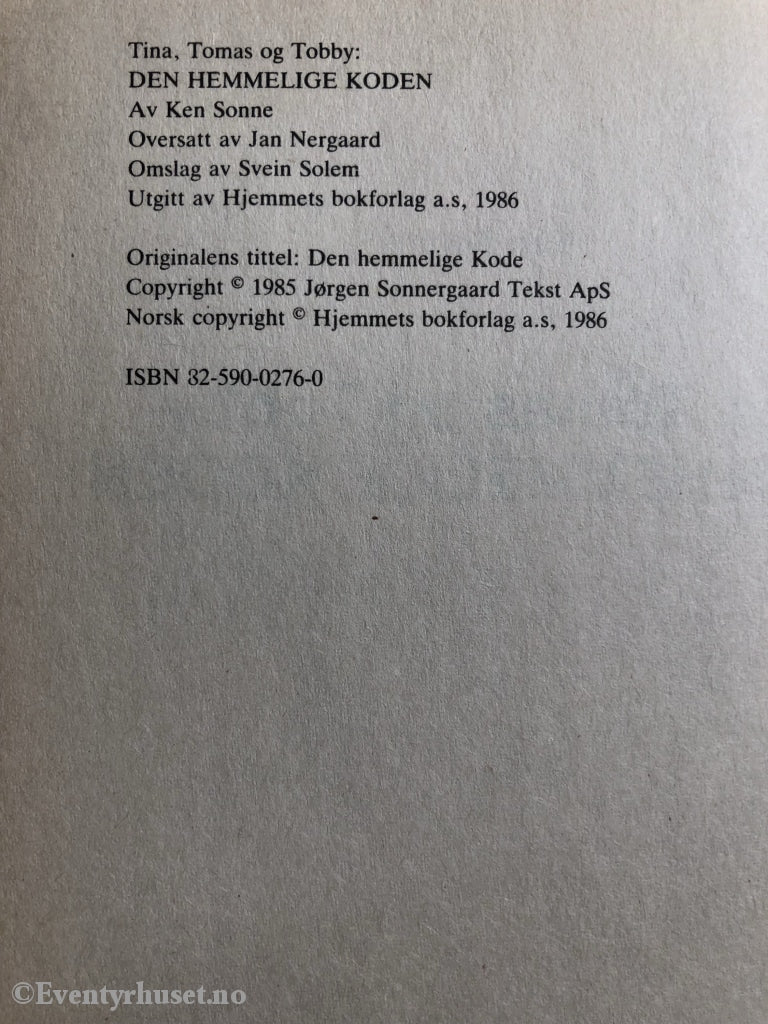 Tina, Tomas og Tobby:
DEN HEMMELIGE KODEN
Av Ken Sonne
Oversatt av Jan Nergaard
Omslag av Svein Solem
Utgitt av Hjemmets bokforlag a.s, 1986
Originalens tittel: Den hemmelige Kode
Copyright © 1985 Jørgen Sonnergaard Tekst ApS
Norsk copyright © Hjemmets bokforlag a.s, 1986
ISBN 82-590-0276-0
©Eventyrhuset.no